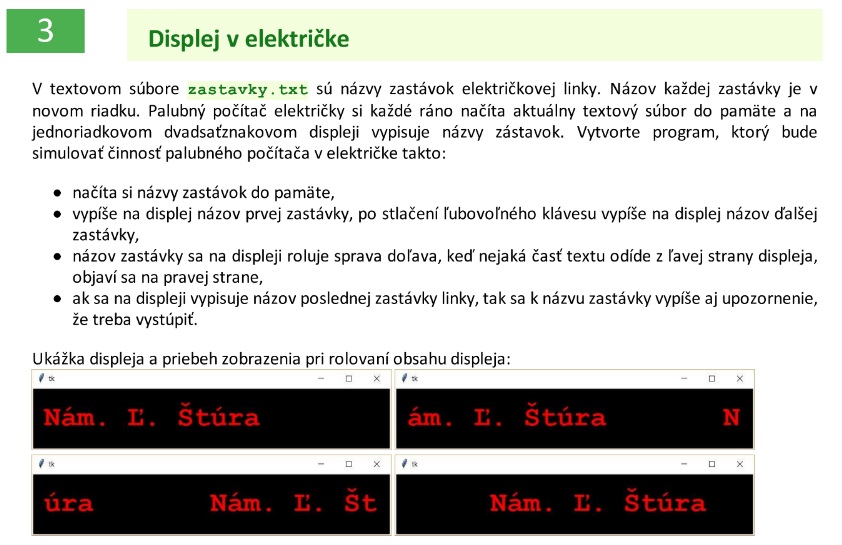 3
Displej v električke
V textovom súbore zastavky.txt sú názvy zastávok električkovej linky. Názov každej zastávky je v
novom riadku. Palubný počítač električky si každé ráno načíta aktuálny textový súbor do pamäte a na
jednoriadkovom dvadsaťznakovom displeji vypisuje názvy zástavok. Vytvorte program, ktorý bude
simulovať činnosť palubného počítača v električke takto:
● načíta si názvy zastávok do pamäte,
● vypíše na displej názov prvej zastávky, po stlačení ľubovoľného klávesu vypíše na displej názov ďalšej
zastávky,
● názov zastávky sa na displeji roluje sprava doľava, keď nejaká časť textu odíde z ľavej strany displeja,
objaví sa na pravej strane,
● ak sa na displeji vypisuje názov poslednej zastávky linky, tak sa k názvu zastávky vypíše aj upozornenie,
že treba vystúpiť.
Ukážka displeja a priebeh zobrazenia pri rolovaní obsahu displeja:
tk
Nám. Ľ. Štúra
tk
ám. Ľ. Štúra N
tk
úra Nám. Ľ. Št
tk
Nám. Ľ. Štúra